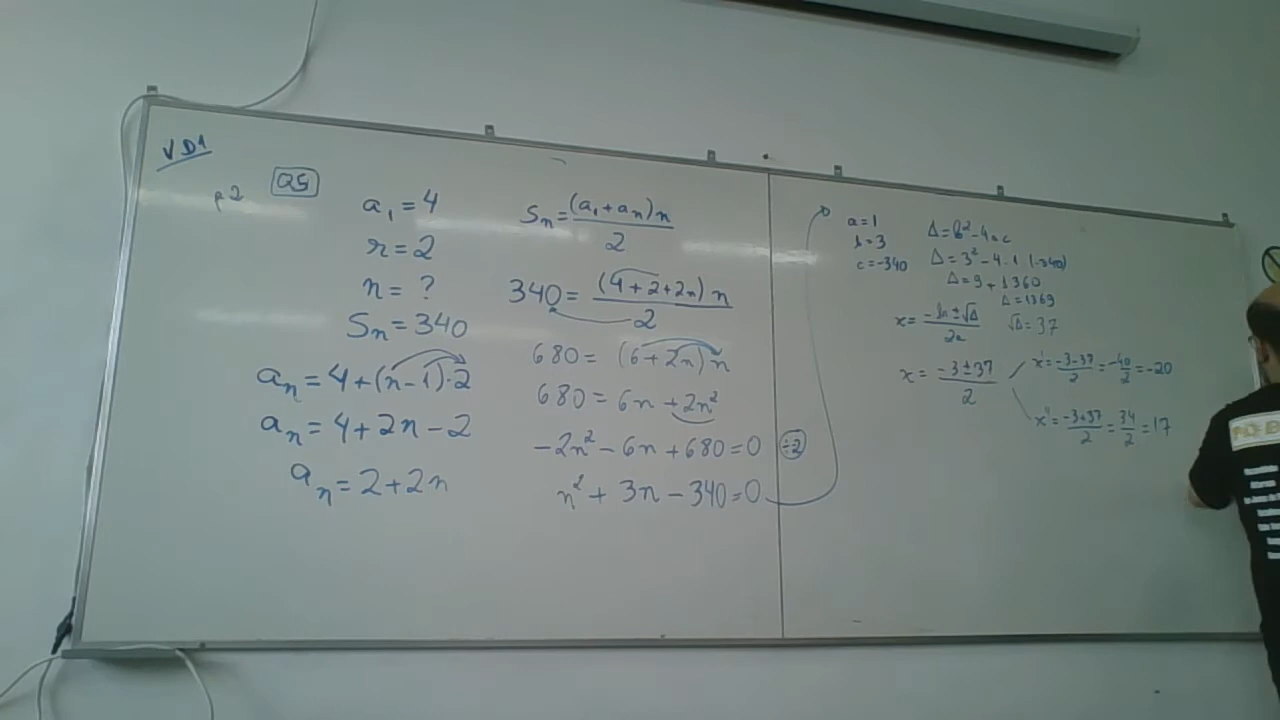 VD1
p2 Q5
a₁ = 4
r = 2
n = ?
Sₙ = 340
aₙ = 4 + (n - 1)·2
aₙ = 4 + 2n - 2
aₙ = 2 + 2n
Sₙ = (a₁ + aₙ)n / 2
340 = (4 + 2 + 2n)n / 2
680 = (6 + 2n)n
680 = 6n + 2n²
-2n² - 6n + 680 = 0 ÷-2
n² + 3n - 340 = 0
a = 1
b = 3
c = -340
Δ = b² - 4ac
Δ = 3² - 4·1·(-340)
Δ = 9 + 1360
Δ = 1369
√Δ = 37
x = -b ± √Δ / 2a
x = -3 ± 37 / 2
x' = -3-37 / 2 = -40 / 2 = -20
x" = -3+37 / 2 = 34 / 2 = 17